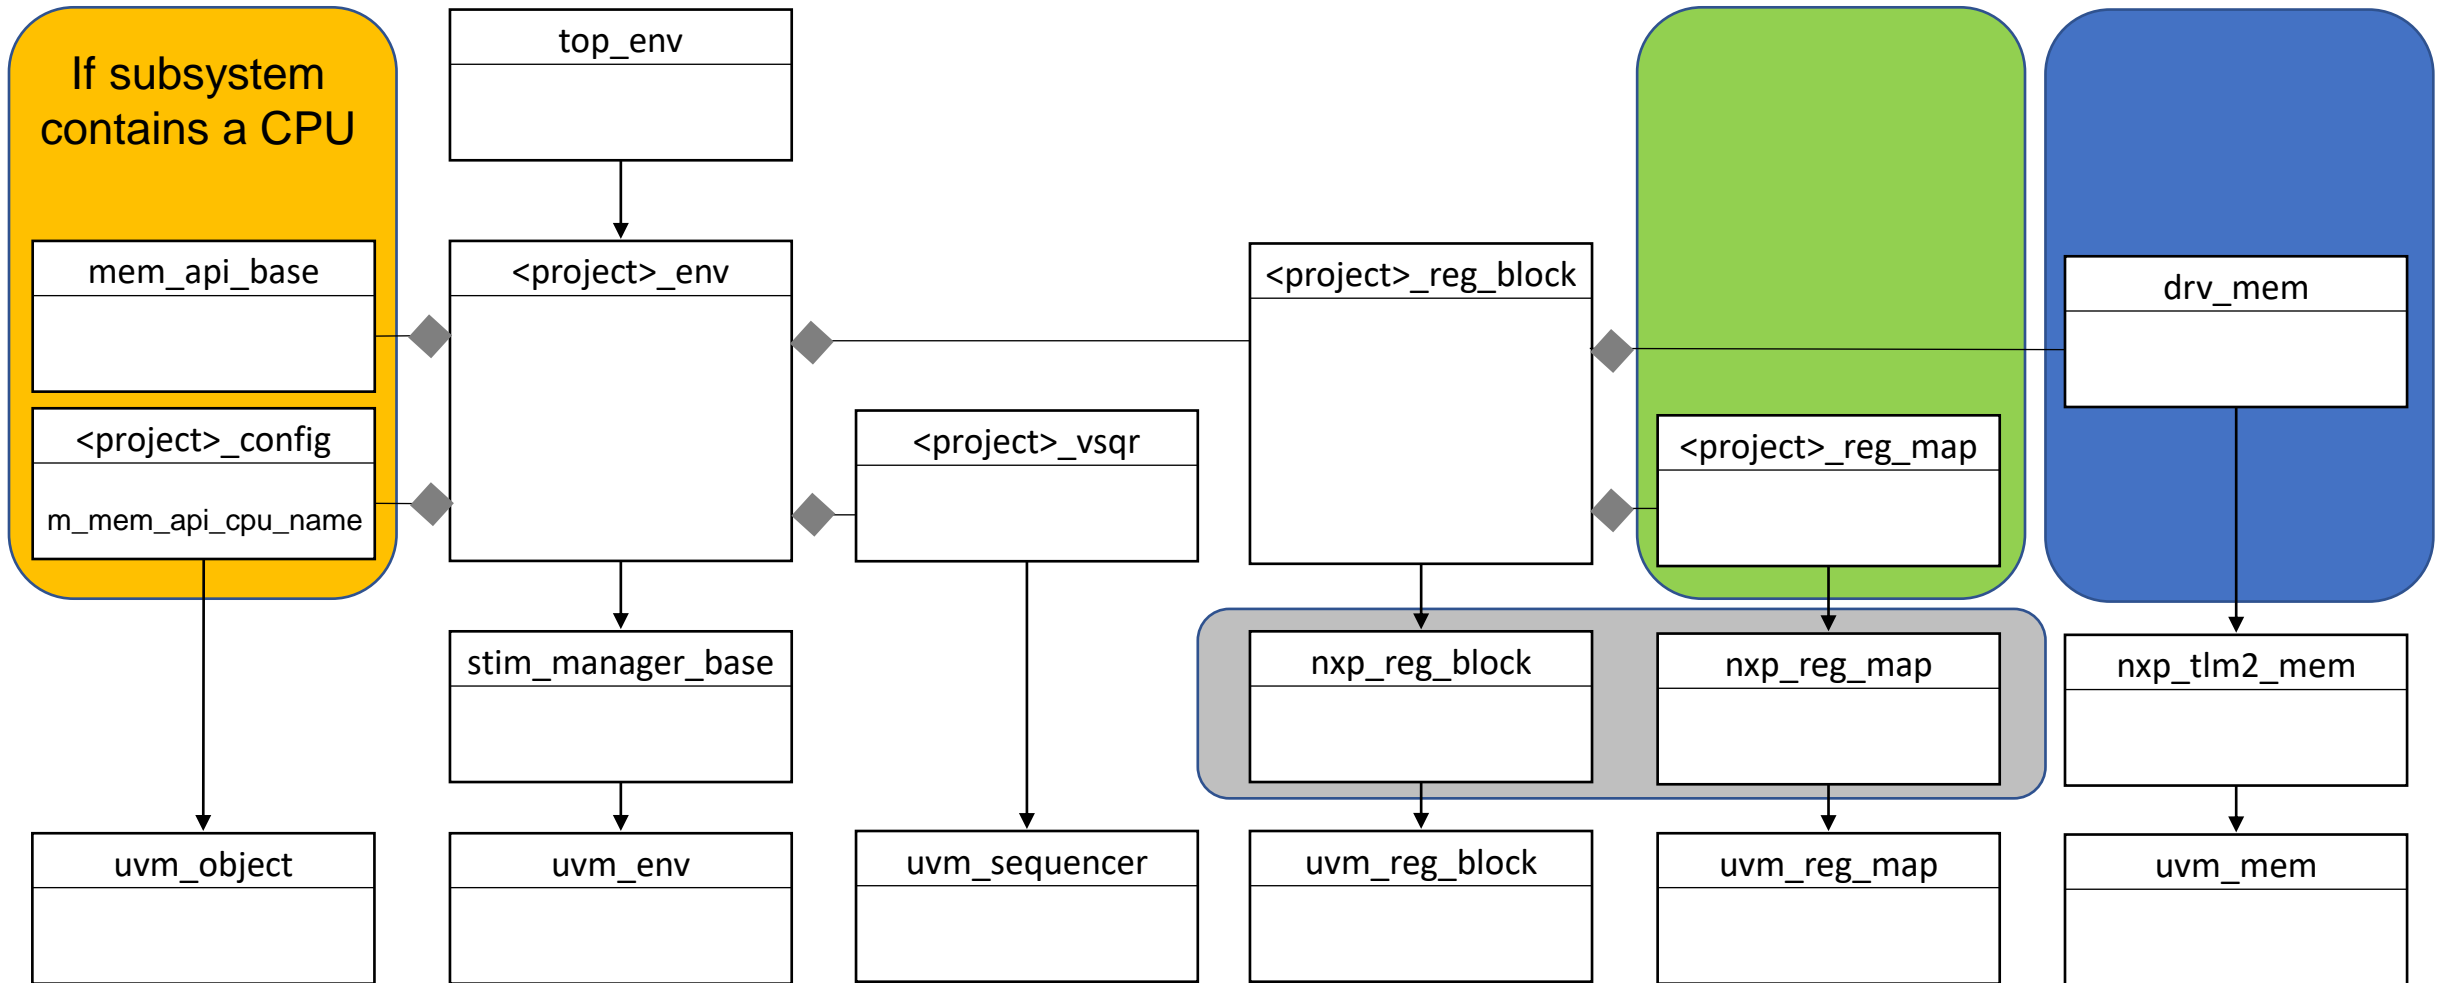 If subsystem
contains a CPU
top_env
mem_api_base
<project>_env
<project>_reg_block
drv_mem
<project>_config
m_mem_api_cpu_name
<project>_vsqr
<project>_reg_map
stim_manager_base
nxp_reg_block
nxp_reg_map
nxp_tlm2_mem
uvm_object
uvm_env
uvm_sequencer
uvm_reg_block
uvm_reg_map
uvm_mem